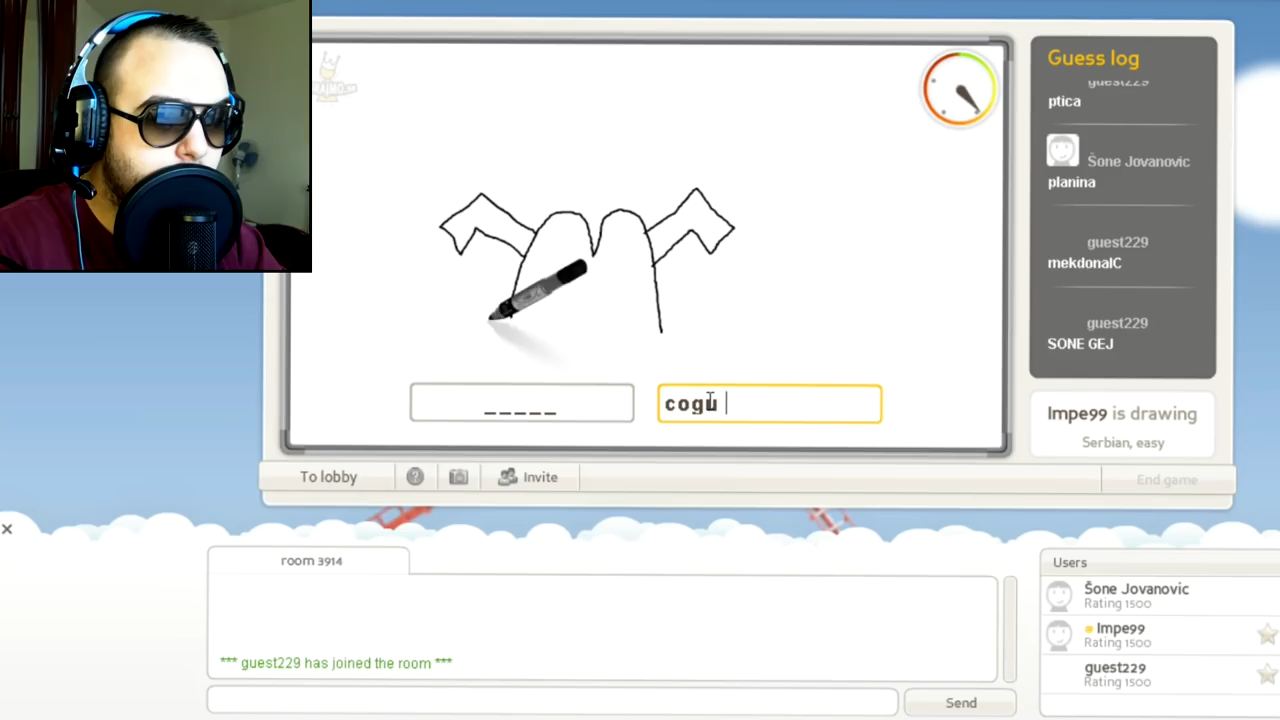 Guess log
guest229
ptica
Šone Jovanovic
planina
guest229
mekdonalC
guest229
SONE GEJ
_ _ _ _ _
cogu
Impe99 is drawing
Serbian, easy
To lobby
?
Invite
End game
room 3914
*** guest229 has joined the room ***
Send
Users
Šone Jovanovic
Rating 1500
Impe99
Rating 1500
guest229
Rating 1500